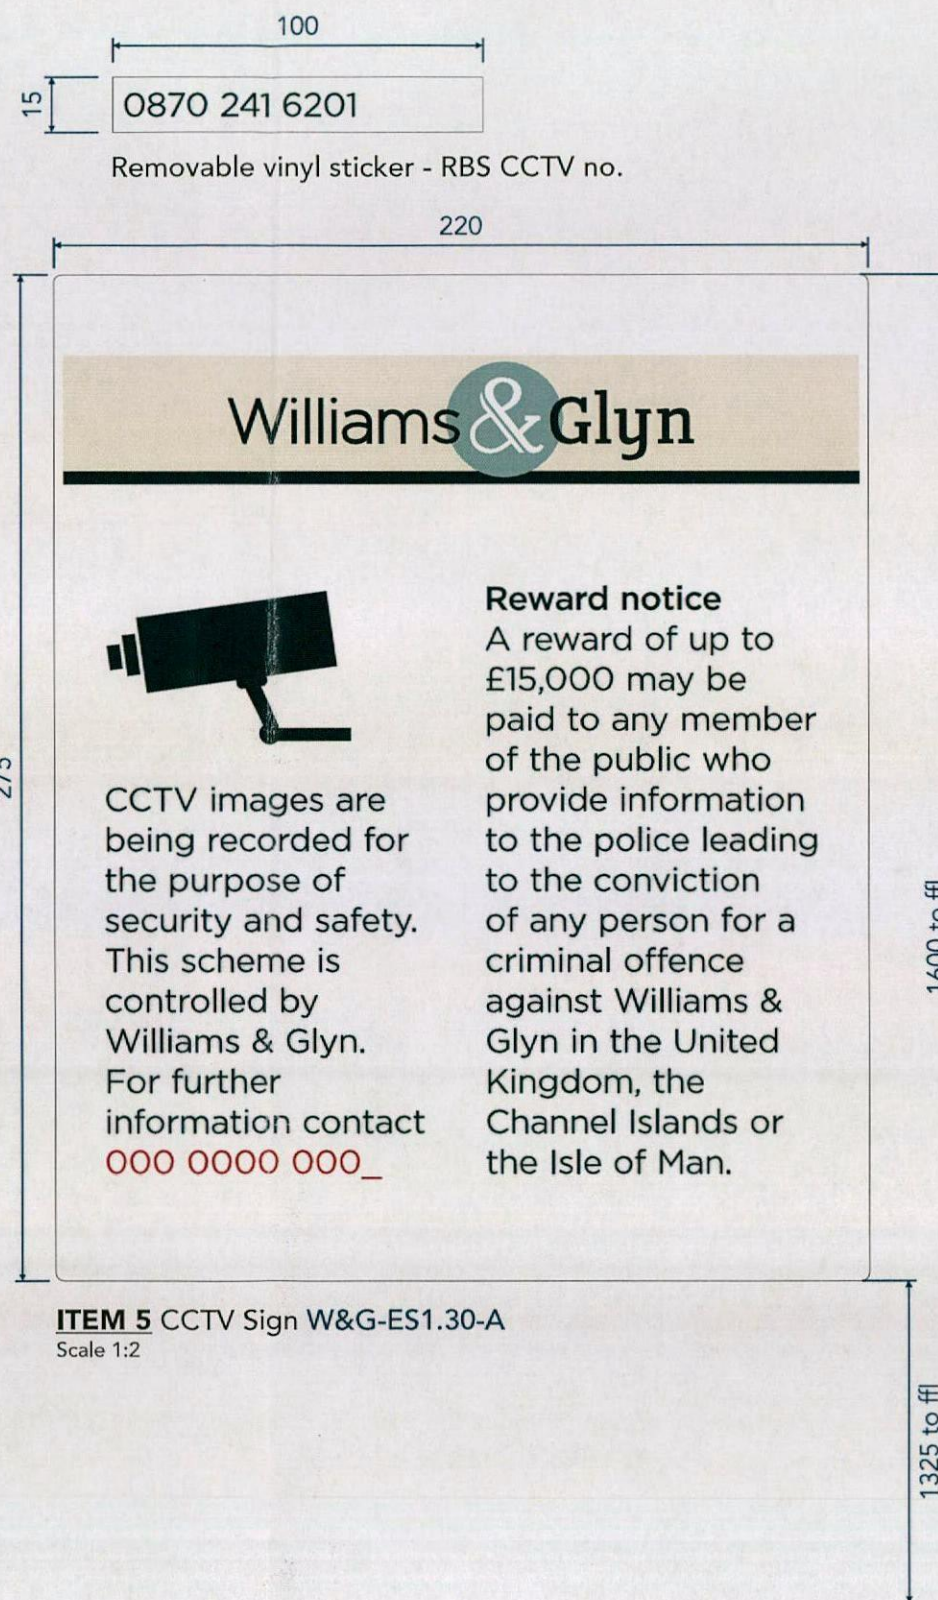 100
15
0870 241 6201
Removable vinyl sticker - RBS CCTV no.
220
Williams & Glyn
275
CCTV images are
being recorded for
the purpose of
security and safety.
This scheme is
controlled by
Williams & Glyn.
For further
information contact
000 0000 000_
Reward notice
A reward of up to
£15,000 may be
paid to any member
of the public who
provide information
to the police leading
to the conviction
of any person for a
criminal offence
against Williams &
Glyn in the United
Kingdom, the
Channel Islands or
the Isle of Man.
1600 to ffl
ITEM 5 CCTV Sign W&G-ES1.30-A
Scale 1:2
1325 to ffl